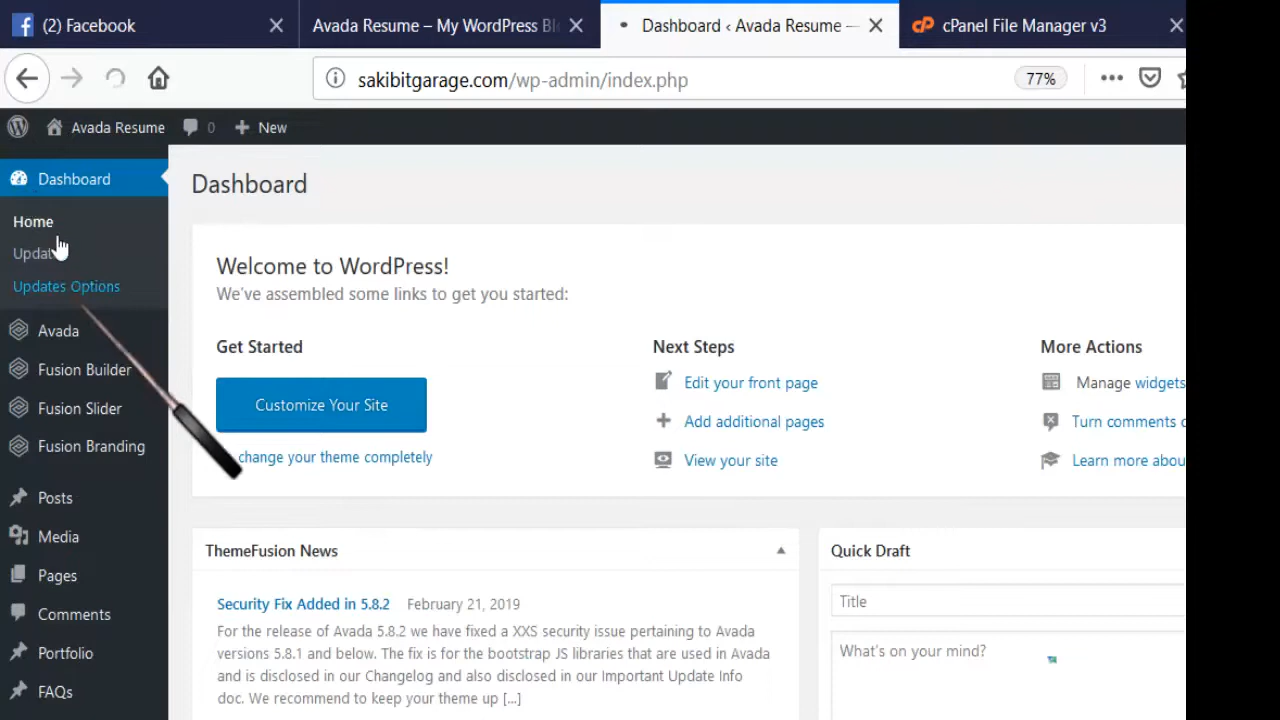 (2) Facebook
Avada Resume – My WordPress Bl
Dashboard ‹ Avada Resume —
cPanel File Manager v3
sakibitgarage.com/wp-admin/index.php
77%
Avada Resume
0
New
Dashboard
Home
Updates Options
Avada
Fusion Builder
Fusion Slider
Fusion Branding
Posts
Media
Pages
Comments
Portfolio
FAQs
Dashboard
Welcome to WordPress!
We've assembled some links to get you started:
Get Started
Customize Your Site
change your theme completely
Next Steps
Edit your front page
Add additional pages
View your site
More Actions
Manage widgets
Turn comments
Learn more abou
ThemeFusion News
Security Fix Added in 5.8.2 February 21, 2019
For the release of Avada 5.8.2 we have fixed a XXS security issue pertaining to Avada
versions 5.8.1 and below. The fix is for the bootstrap JS libraries that are used in Avada
and is disclosed in our Changelog and also disclosed in our Important Update Info
doc. We recommend to keep your theme up [...]
Quick Draft
Title
What's on your mind?